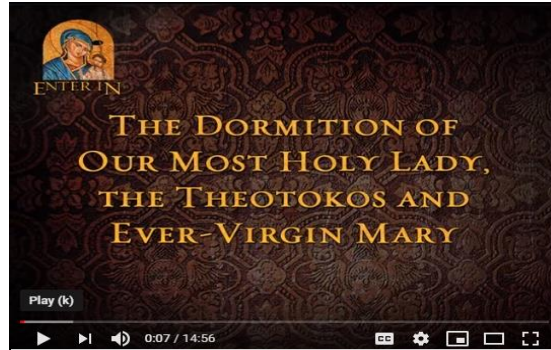 ENTER IN
THE DORMITION OF
OUR MOST HOLY LADY,
THE THEOTOKOS AND
EVER-VIRGIN MARY
Play (k)
0:07 / 14:56
CC